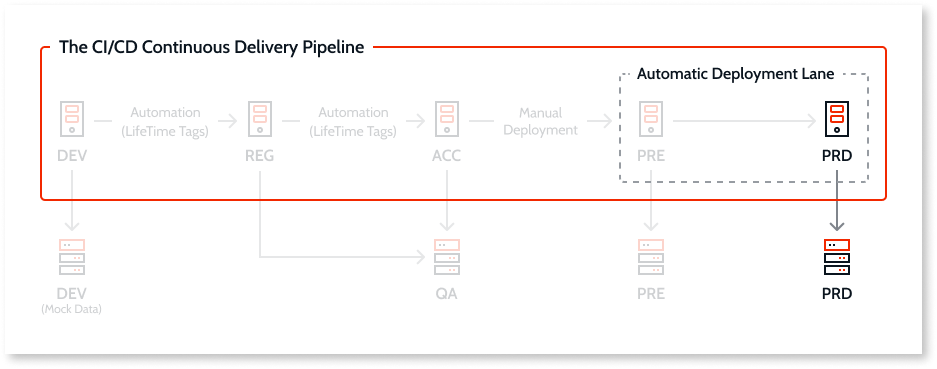 The CI/CD Continuous Delivery Pipeline
Automatic Deployment Lane
Automation
(LifeTime Tags)
Automation
(LifeTime Tags)
Manual
Deployment
DEV
REG
ACC
PRE
PRD
DEV
(Mock Data)
QA
PRE
PRD